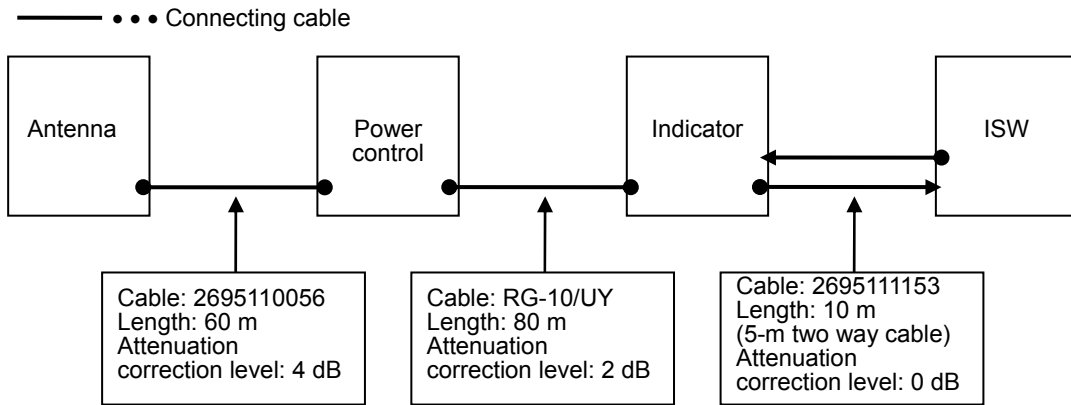 Connecting cable
Antenna
Power
control
Indicator
ISW
Cable: 2695110056
Length: 60 m
Attenuation
correction level: 4 dB
Cable: RG-10/UY
Length: 80 m
Attenuation
correction level: 2 dB
Cable: 2695111153
Length: 10 m
(5-m two way cable)
Attenuation
correction level: 0 dB